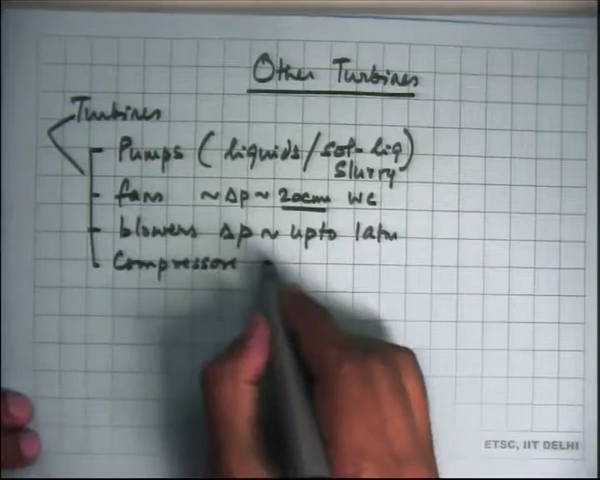 Other Turbines
Turbines
Pumps ( liquids/sol-liq
slurry)
fans ~ Δp ~ 20cm WC
blowers Δp ~ upto 1atm
Compressors
ETSC, IIT DELHI